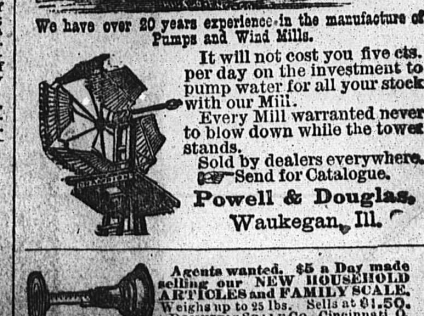 We have over 20 years experience in the manufacture of
Pumps and Wind Mills.
It will not cost you five cts.
per day on the investment to
pump water for all your stock
with our Mill.
Every Mill warranted never
to blow down while the tower
stands.
Sold by dealers everywhere.
☞Send for Catalogue.
Powell & Douglas,
Waukegan, Ill.
Agents wanted. $5 a Day made
selling our NEW HOUSEHOLD
ARTICLES and FAMILY SCALE.
Weighs up to 25 lbs. Sells at $1.50.
Cincinnati, O.